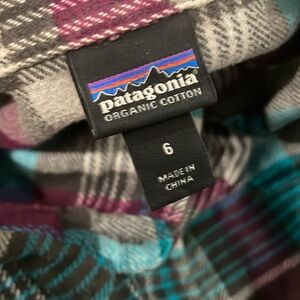 patagonia
ORGANIC COTTON
6
MADE IN
CHINA